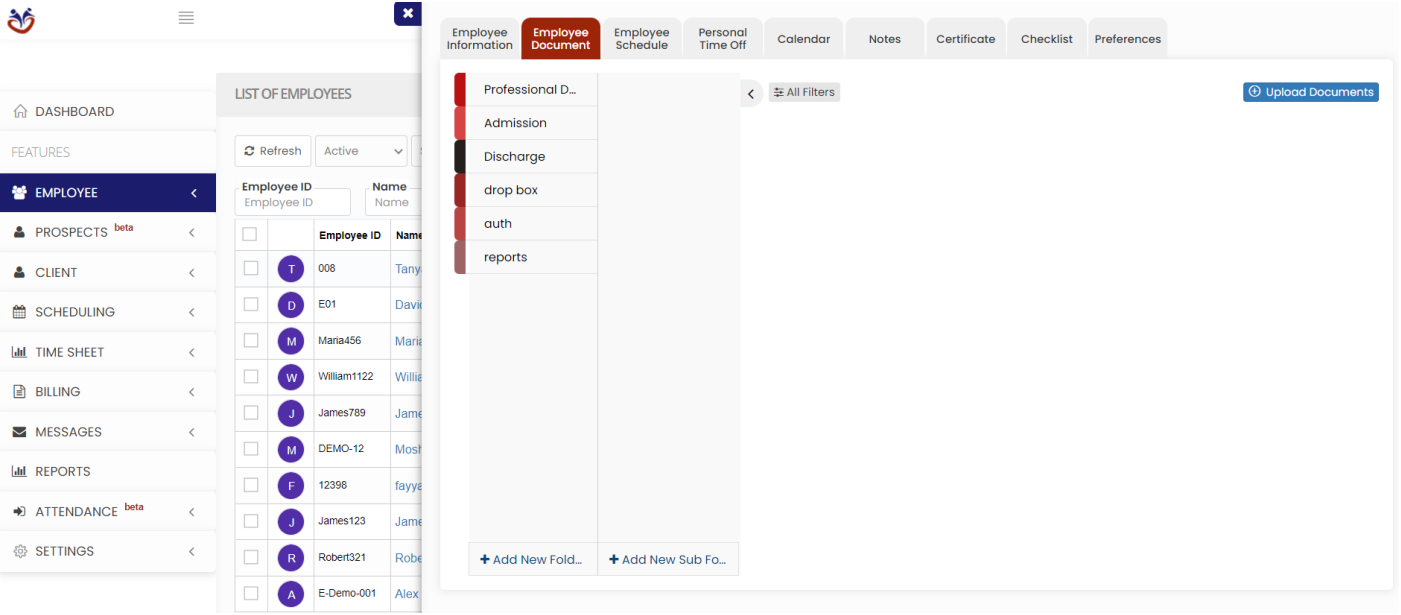 Employee Information
Employee Document
Employee Schedule
Personal Time Off
Calendar
Notes
Certificate
Checklist
Preferences
DASHBOARD
FEATURES
EMPLOYEE
PROSPECTS beta
CLIENT
SCHEDULING
TIME SHEET
BILLING
MESSAGES
REPORTS
ATTENDANCE beta
SETTINGS
LIST OF EMPLOYEES
Refresh
Active
Employee ID
Employee ID
Name
Name
Employee ID Name
T 008 Tany
D E01 Davi
M Maria456 Mari
W William1122 Willi
J James789 Jame
M DEMO-12 Mosh
F 12398 fayya
J James123 Jame
R Robert321 Robe
A E-Demo-001 Alex
Professional D...
Admission
Discharge
drop box
auth
reports
+ Add New Fold...
+ Add New Sub Fo...
All Filters
Upload Documents